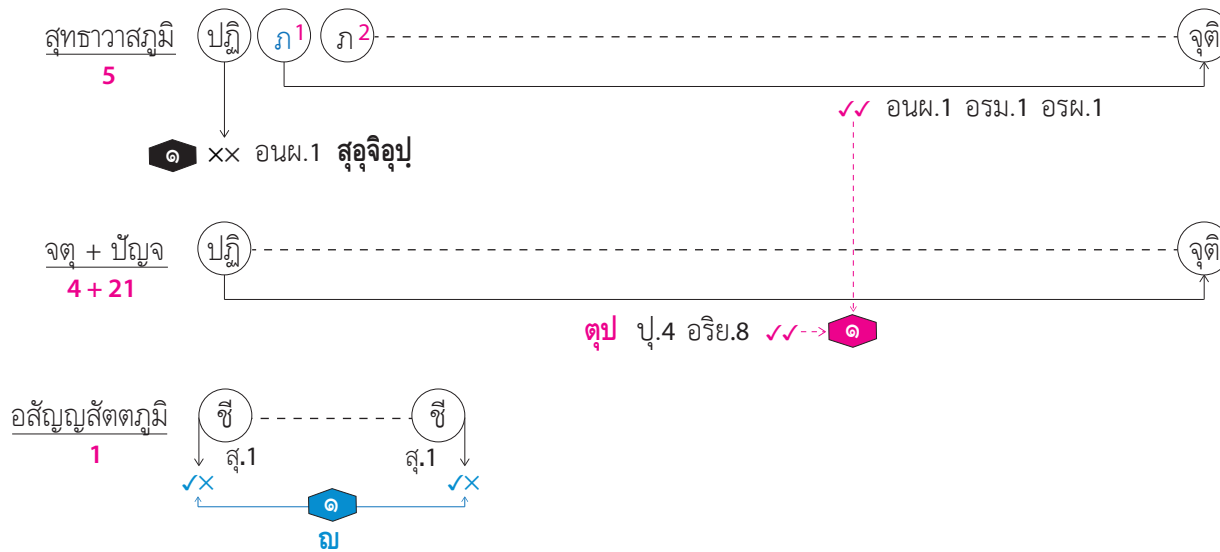 สุทธาวาสภูมิ ปฏิ ภ1 ภ2 จุติ
5
✓✓ อนผ.1 อรม.1 อรผ.1
๑ ×× อนผ.1 สุอุจิอุปฺ
จตุ + ปัญจ ปฏิ จุติ
4 + 21
ตุป ปุ.4 อริย.8 ✓✓ ๑
อสัญญสัตตภูมิ ชี ชี
1 สุ.1 สุ.1
✓× ✓×
๑
ญ